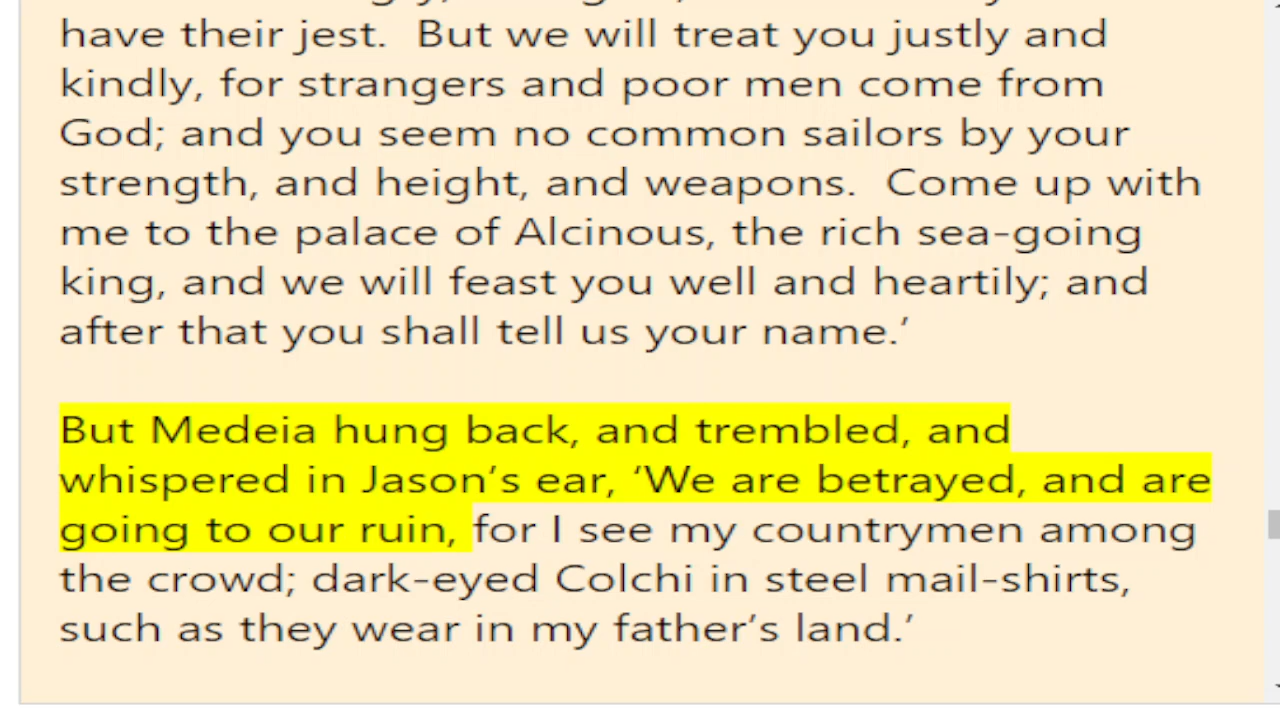 have their jest.  But we will treat you justly and
kindly, for strangers and poor men come from
God; and you seem no common sailors by your
strength, and height, and weapons.  Come up with
me to the palace of Alcinous, the rich sea-going
king, and we will feast you well and heartily; and
after that you shall tell us your name.’
But Medeia hung back, and trembled, and
whispered in Jason’s ear, ‘We are betrayed, and are
going to our ruin, for I see my countrymen among
the crowd; dark-eyed Colchi in steel mail-shirts,
such as they wear in my father’s land.’